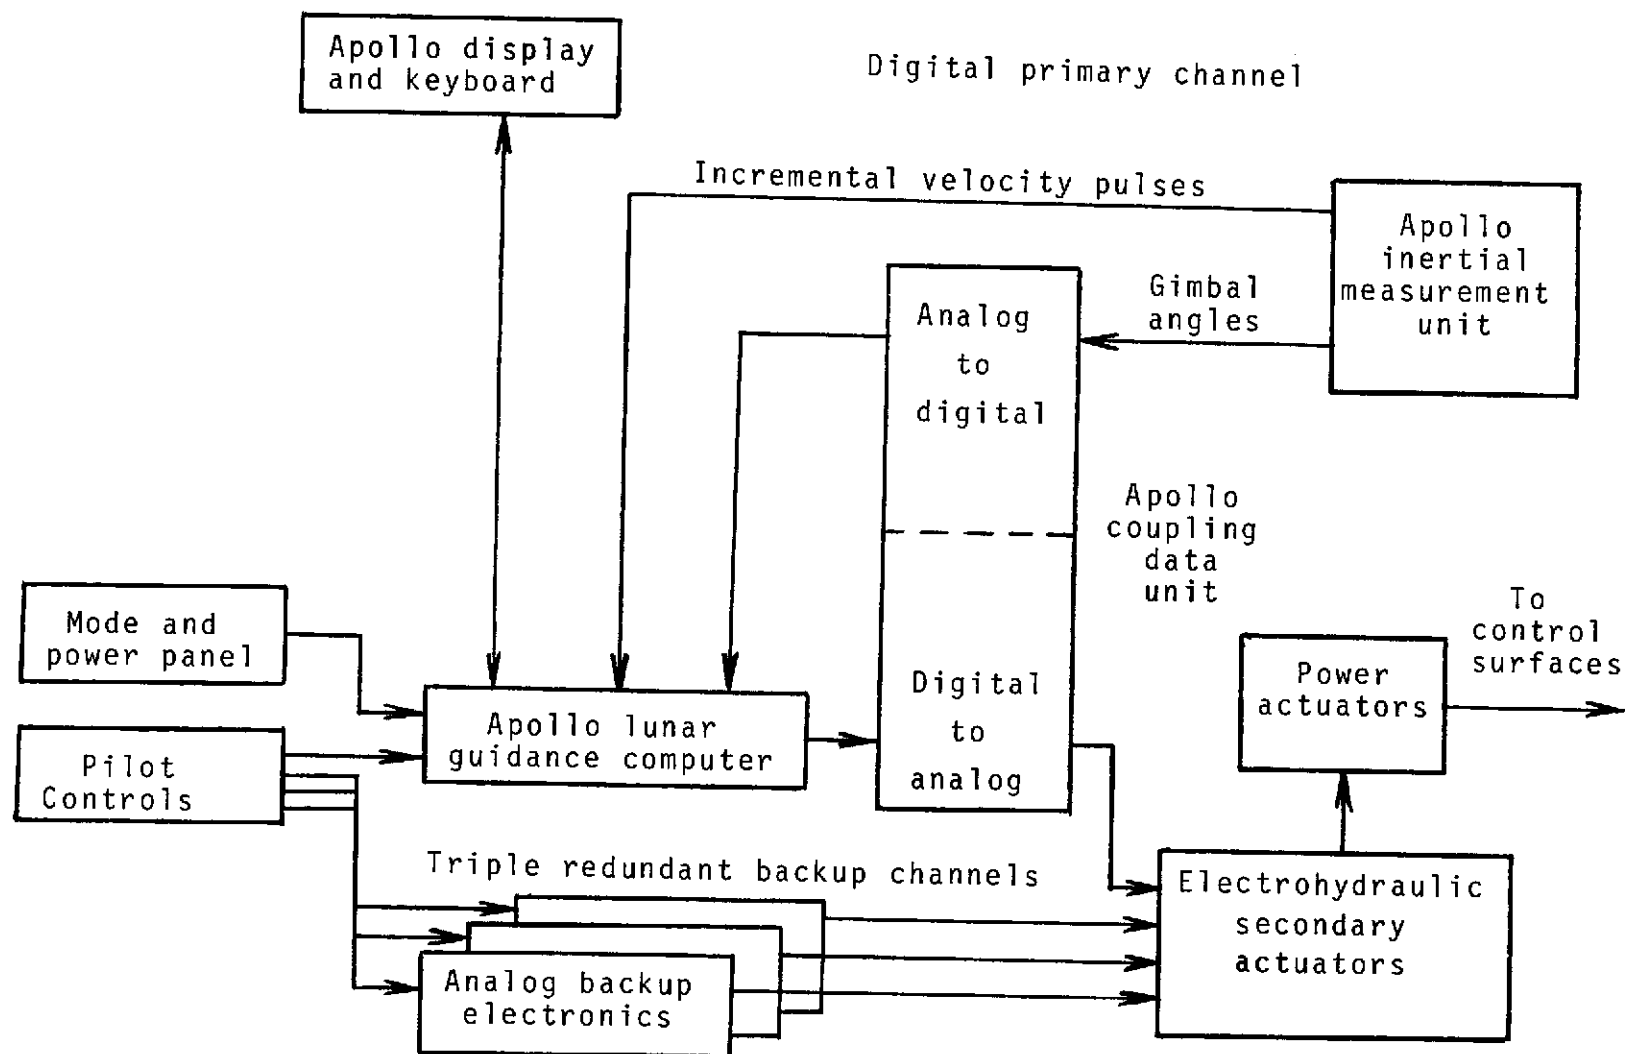 Apollo display
and keyboard
Digital primary channel
Incremental velocity pulses
Apollo
inertial
measurement
unit
Gimbal
angles
Analog
to
digital
Apollo
coupling
data
unit
Mode and
power panel
Digital
to
analog
To
control
surfaces
Power
actuators
Apollo lunar
guidance computer
Pilot
Controls
Triple redundant backup channels
Electrohydraulic
secondary
actuators
Analog backup
electronics